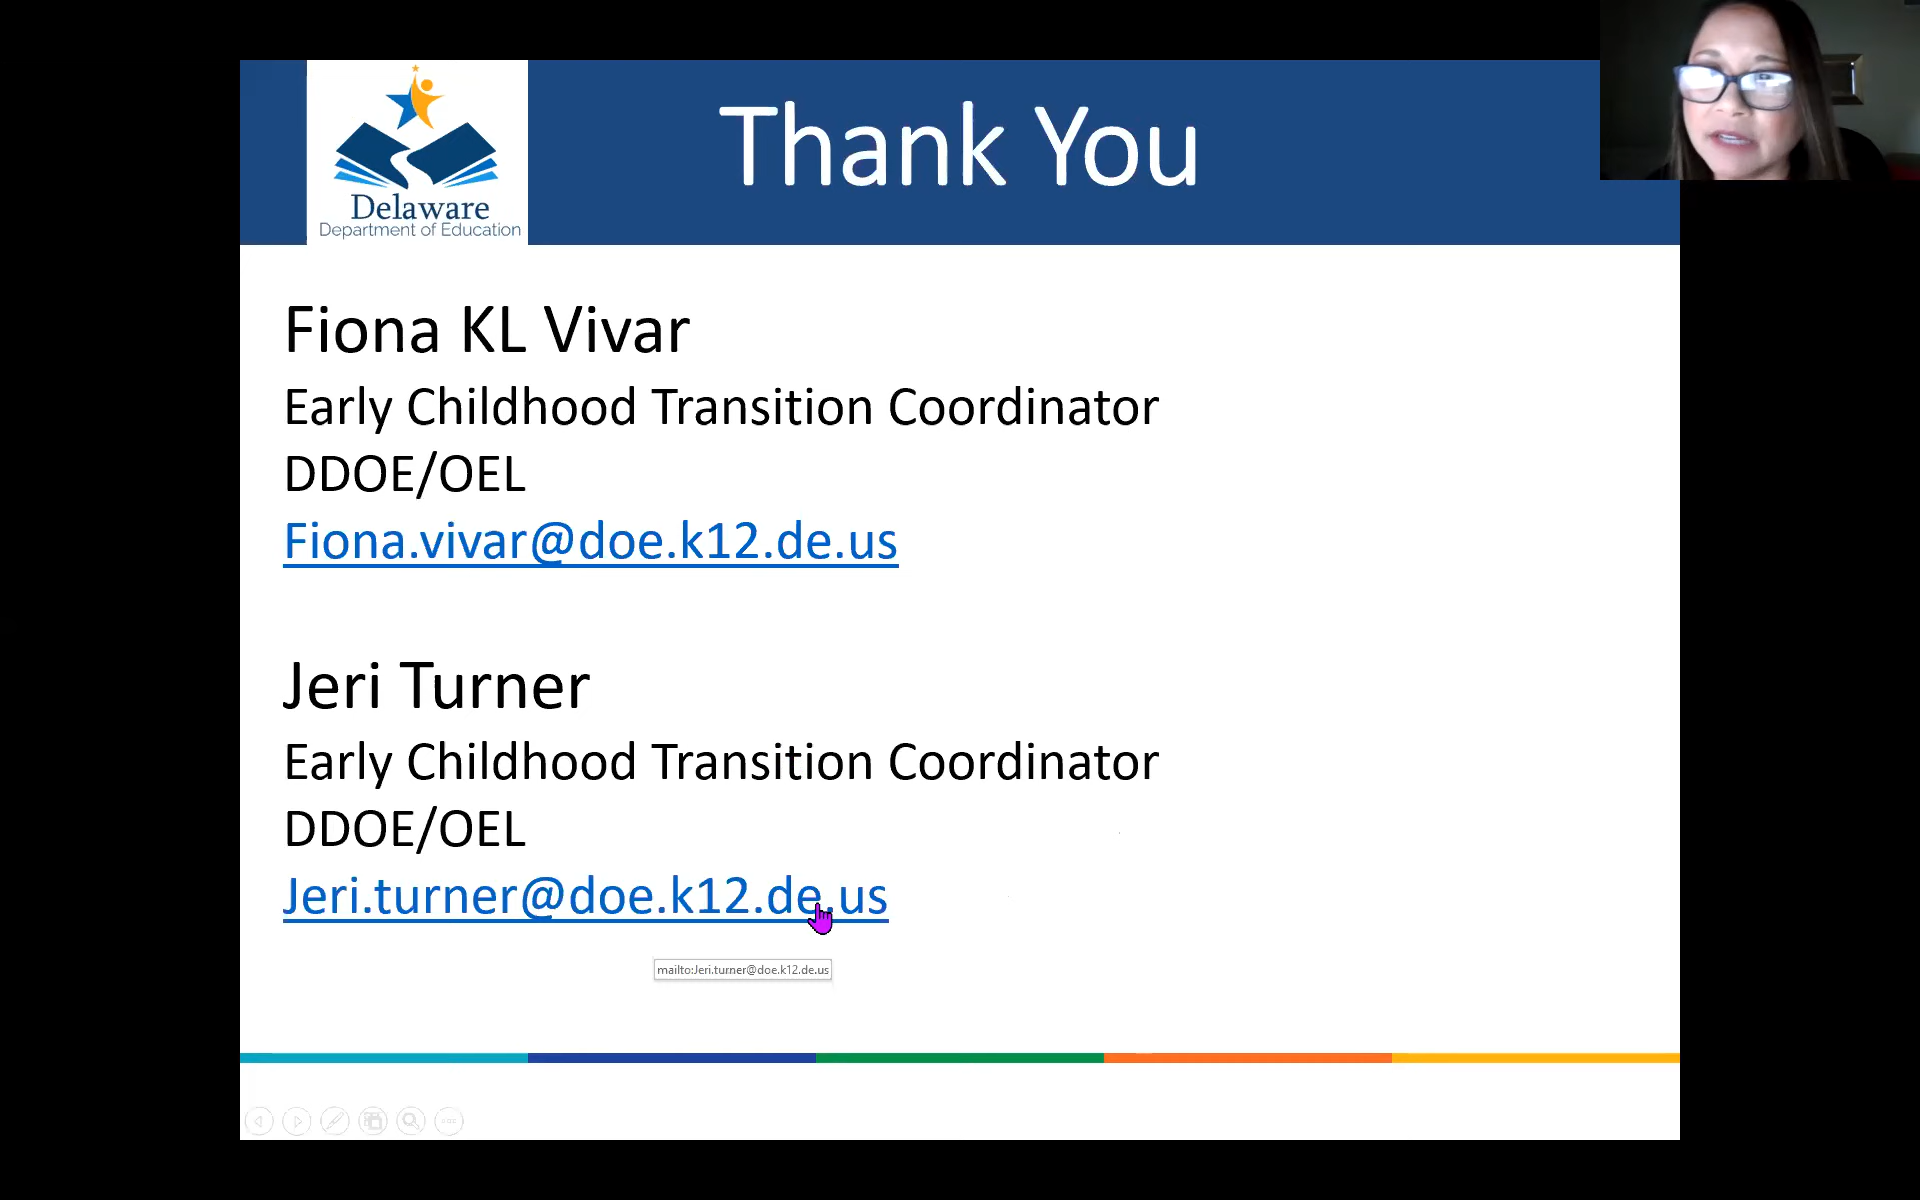 Delaware
Department of Education
Thank You
Fiona KL Vivar
Early Childhood Transition Coordinator
DDOE/OEL
Fiona.vivar@doe.k12.de.us
Jeri Turner
Early Childhood Transition Coordinator
DDOE/OEL
Jeri.turner@doe.k12.de.us
mailto:Jeri.turner@doe.k12.de.us